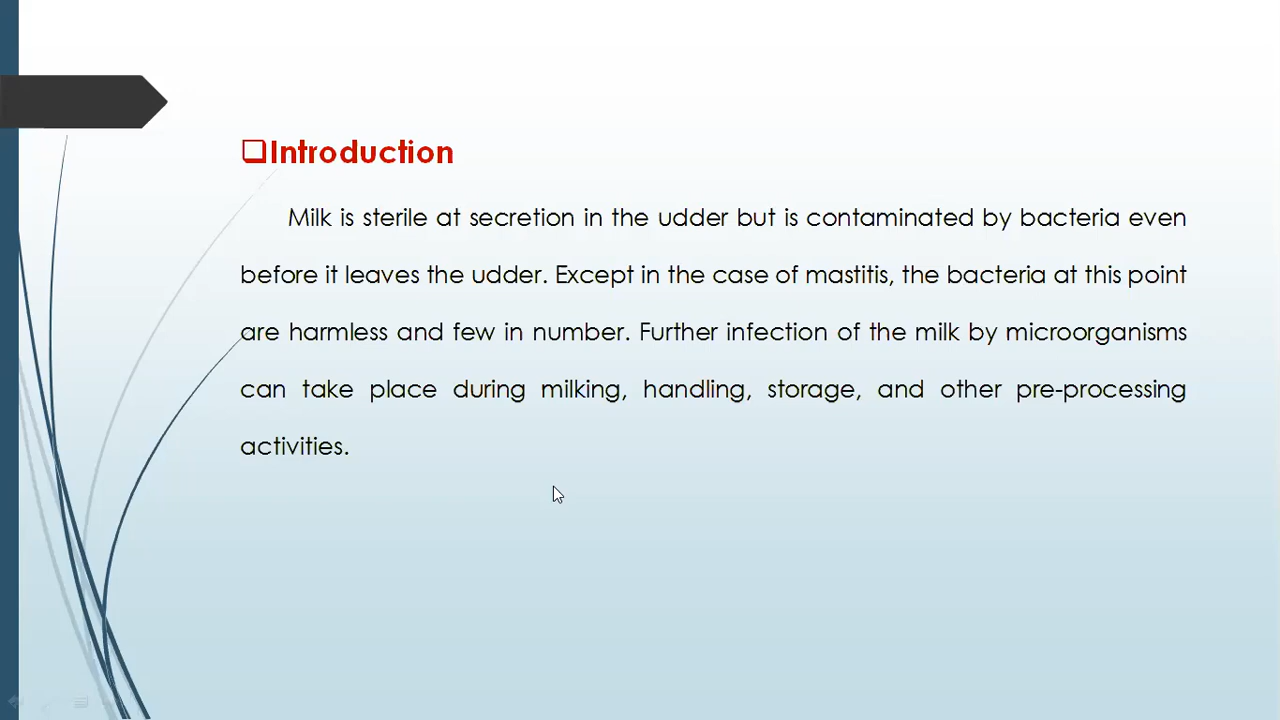 ❑Introduction
Milk is sterile at secretion in the udder but is contaminated by bacteria even
before it leaves the udder. Except in the case of mastitis, the bacteria at this point
are harmless and few in number. Further infection of the milk by microorganisms
can take place during milking, handling, storage, and other pre-processing
activities.